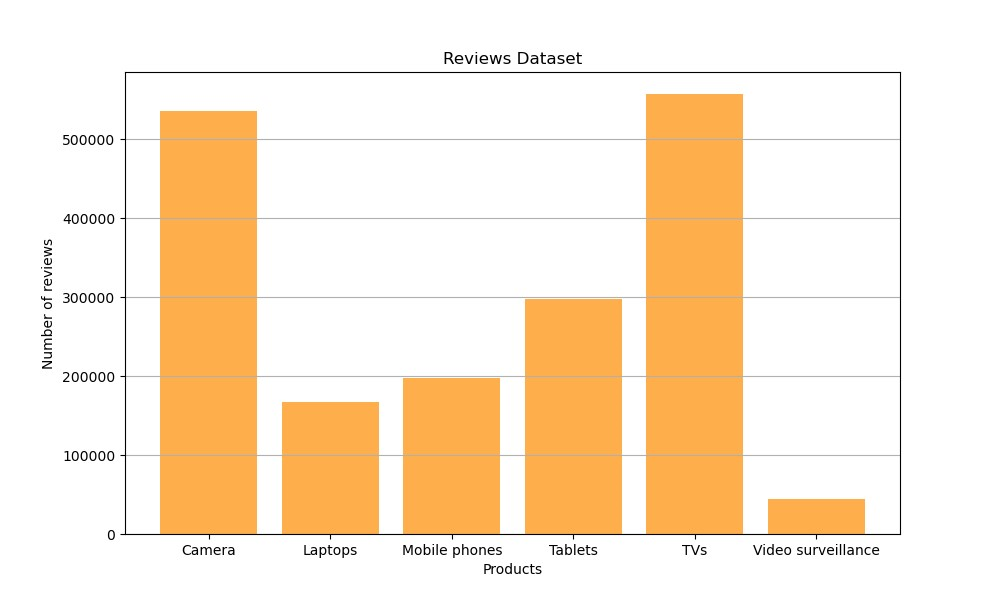 Reviews Dataset
Number of reviews
500000
400000
300000
200000
100000
0
Camera Laptops Mobile phones Tablets TVs Video surveillance
Products